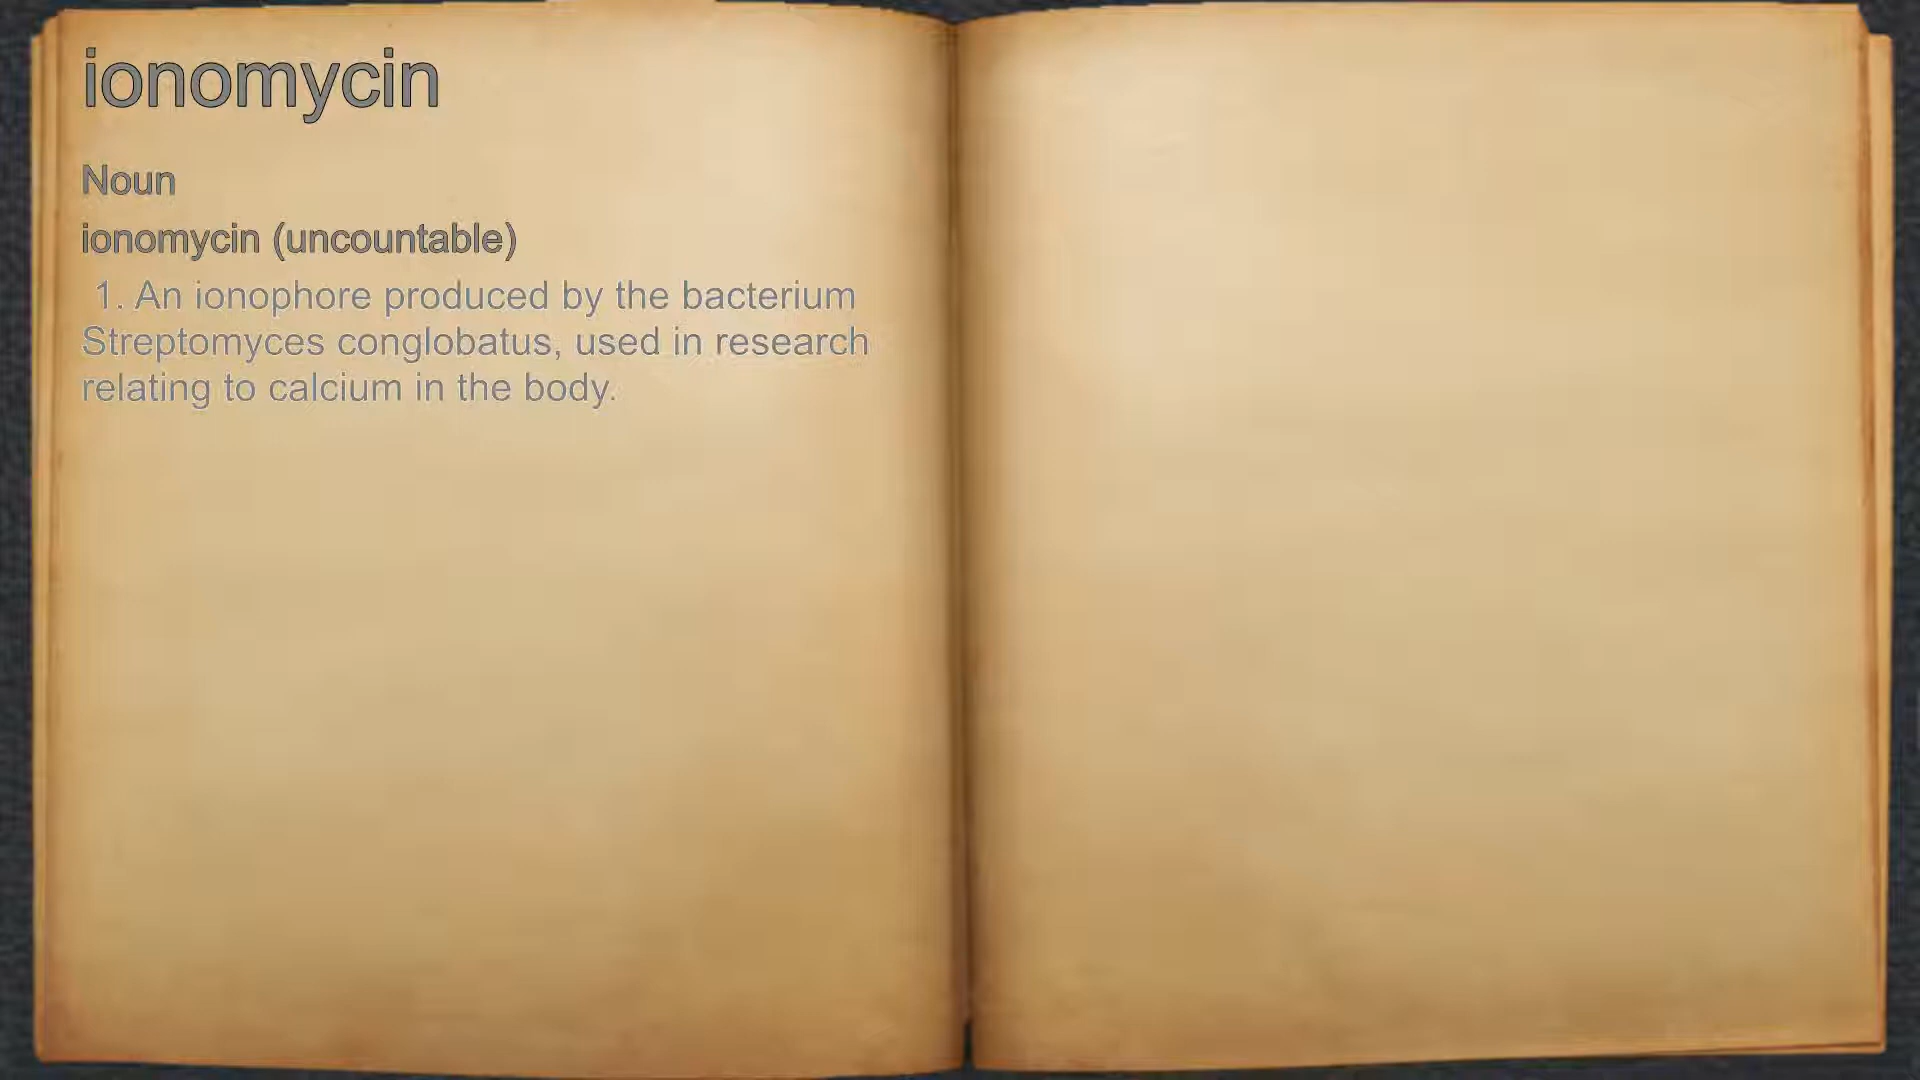 ionomycin
Noun
ionomycin (uncountable)
1. An ionophore produced by the bacterium
Streptomyces conglobatus, used in research
relating to calcium in the body.